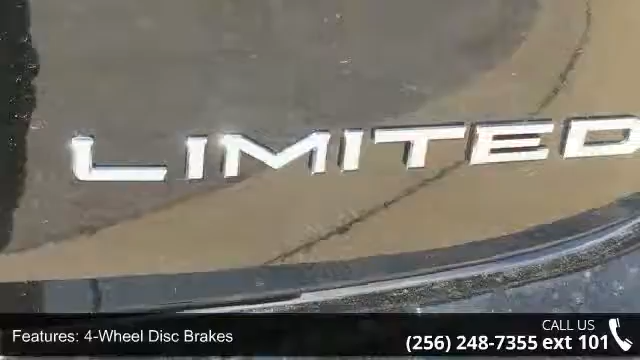 LIMITED
Features: 4-Wheel Disc Brakes
CALL US
(256) 248-7355 ext 101